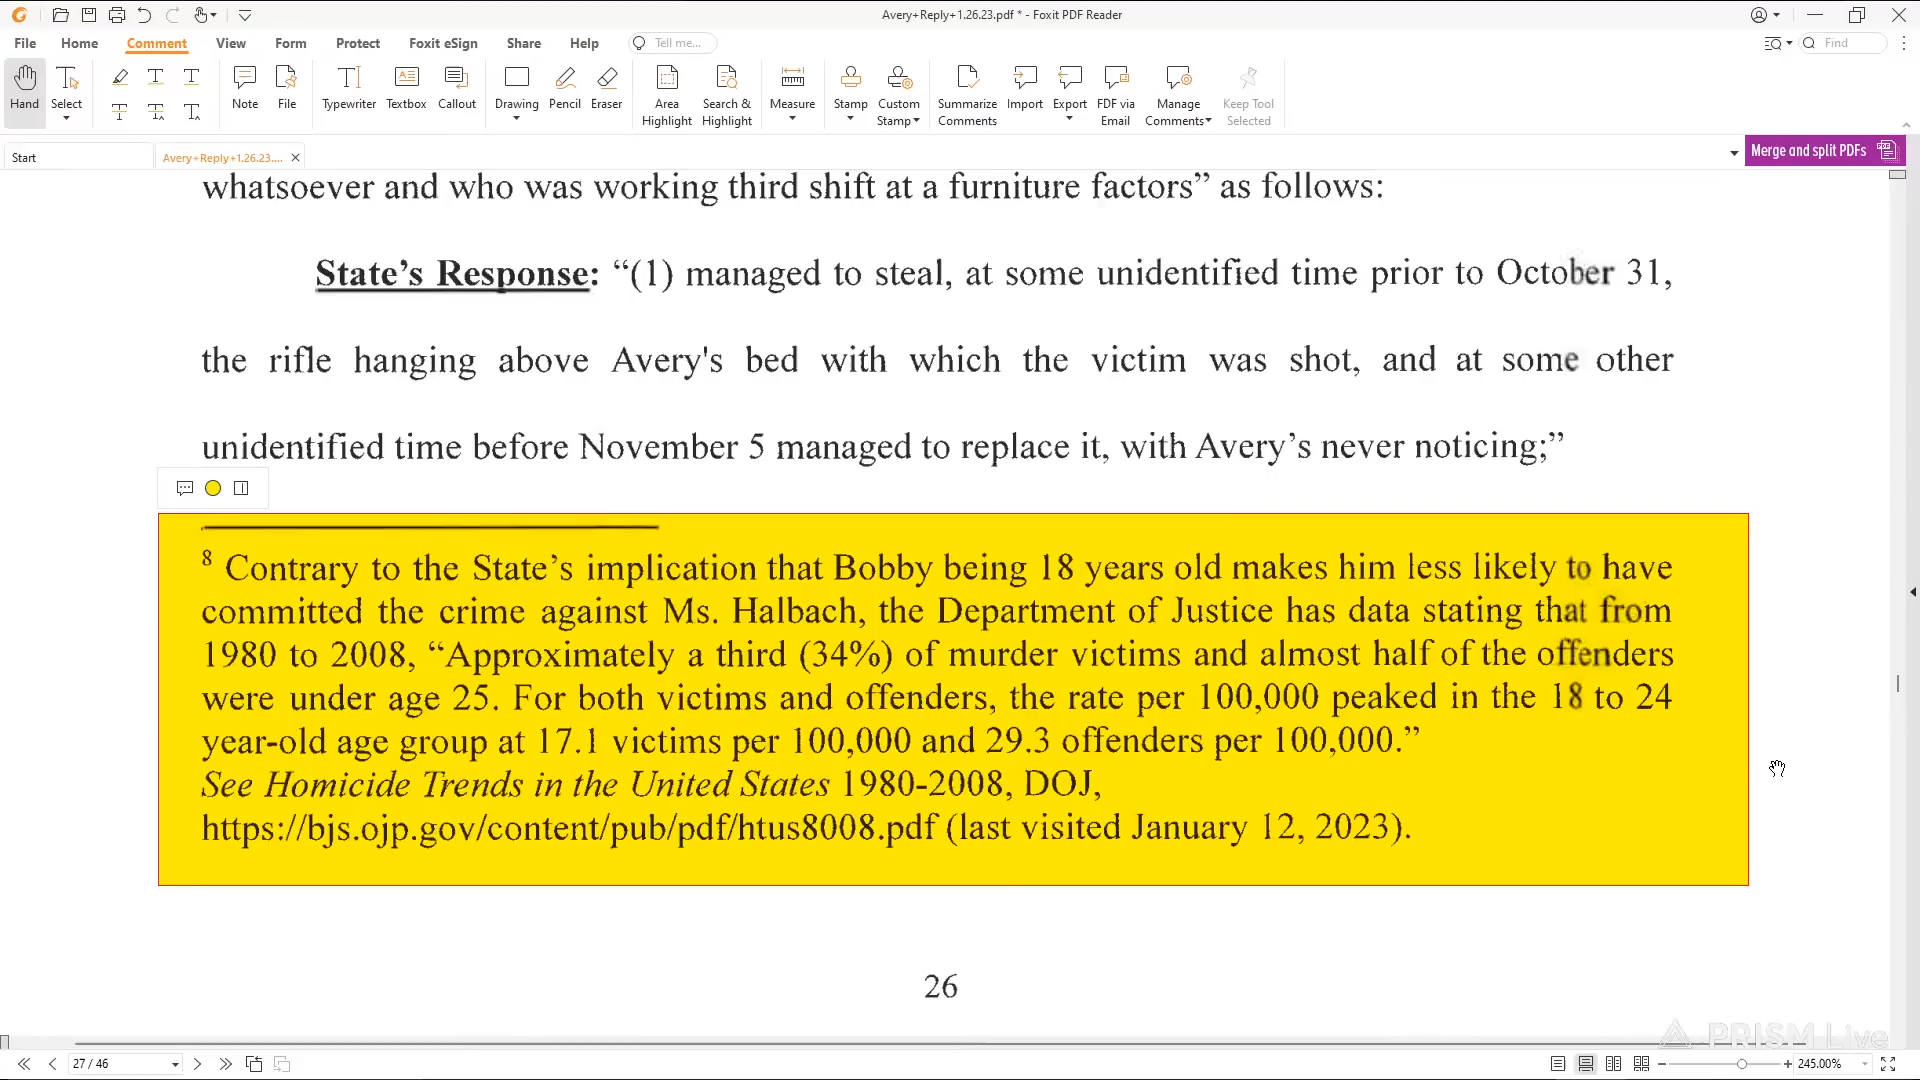 Avery+Reply+1.26.23.pdf * - Foxit PDF Reader
File Home Comment View Form Protect Foxit eSign Share Help Tell me... Find
Hand Select Note File Typewriter Textbox Callout Drawing Pencil Eraser Area Highlight Search & Highlight Measure Stamp Custom Stamp Summarize Comments Import Export FDF via Email Manage Comments Keep Tool Selected
Start Avery+Reply+1.26.23.... Merge and split PDFs
whatsoever and who was working third shift at a furniture factors” as follows:
State’s Response: “(1) managed to steal, at some unidentified time prior to October 31,
the rifle hanging above Avery's bed with which the victim was shot, and at some other
unidentified time before November 5 managed to replace it, with Avery’s never noticing;”
8 Contrary to the State’s implication that Bobby being 18 years old makes him less likely to have
committed the crime against Ms. Halbach, the Department of Justice has data stating that from
1980 to 2008, “Approximately a third (34%) of murder victims and almost half of the offenders
were under age 25. For both victims and offenders, the rate per 100,000 peaked in the 18 to 24
year-old age group at 17.1 victims per 100,000 and 29.3 offenders per 100,000.”
See Homicide Trends in the United States 1980-2008, DOJ,
https://bjs.ojp.gov/content/pub/pdf/htus8008.pdf (last visited January 12, 2023).
26
PRISM Live
27 / 46 245.00%